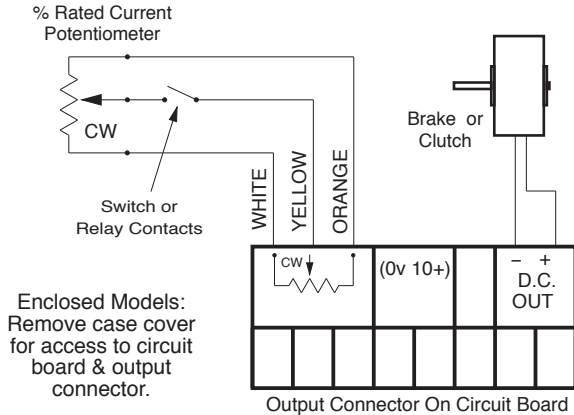 % Rated Current
Potentiometer
CW
Switch or
Relay Contacts
Brake or
Clutch
WHITE
YELLOW
ORANGE
CW
(0v 10+)
– +
D.C.
OUT
Enclosed Models:
Remove case cover
for access to circuit
board & output
connector.
Output Connector On Circuit Board